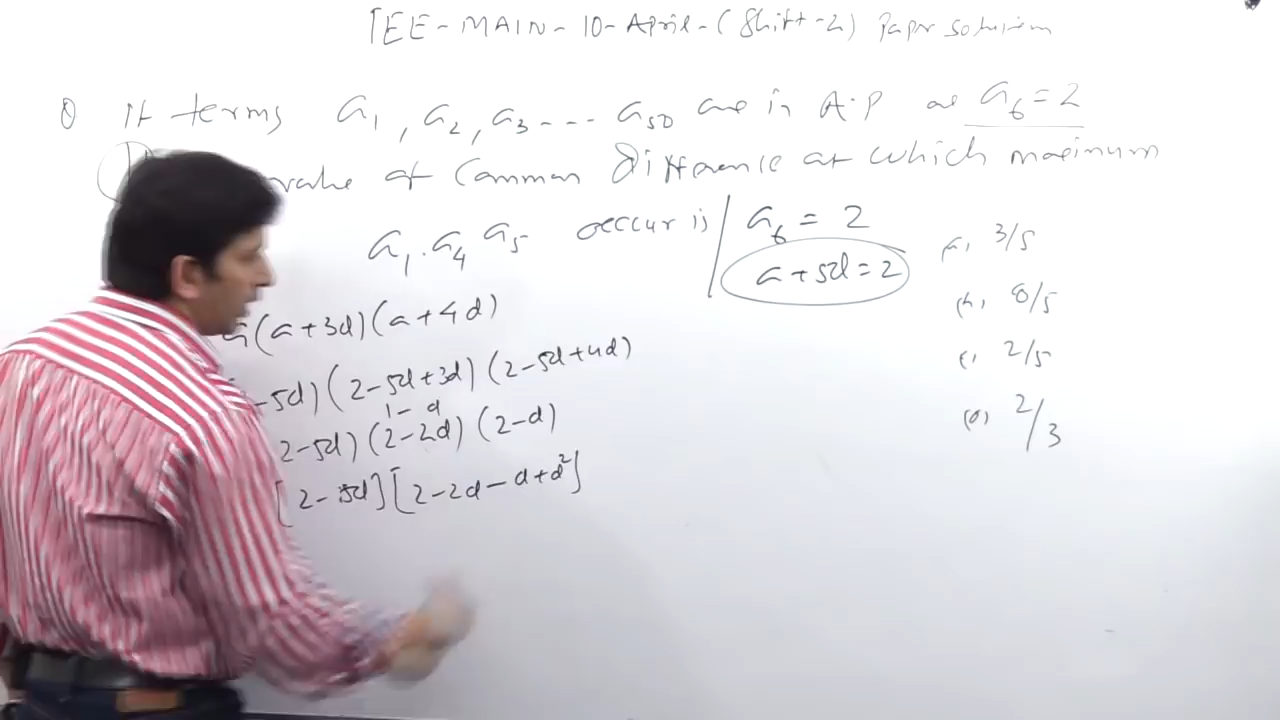 JEE-MAIN-10-April-(Shift-2) Paper solution
Q If terms a₁, a₂, a₃ --- a₅₀ are in A.P and a₆ = 2
value of Common Difference at which maximum
a₁.a₄ a₅ occur is
a₆ = 2
a + 5d = 2
(a+3d)(a+4d)
-5d)(2-5d+3d)(2-5d+4d)
1-d
2-5d)(2-2d)(2-d)
[2-5d][2-2d-d+d²]
(a, 3/5
(b, 8/5
(c, 2/5
(d, 2/3